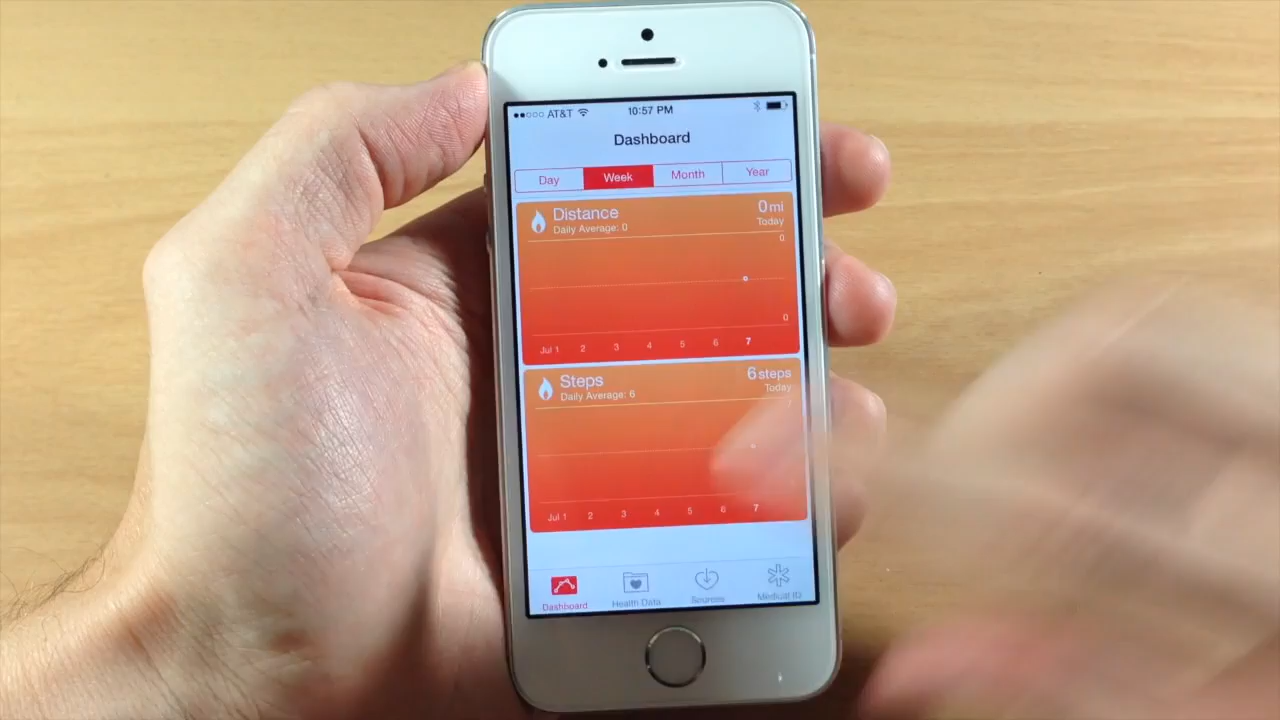 AT&T 10:57 PM
Dashboard
Day Week Month Year
Distance 0 mi
Daily Average: 0 Today
0
0
Jul 1 2 3 4 5 6 7
Steps 6 steps
Daily Average: 6 Today
Jul 1 2 3 4 5 6 7
Dashboard Health Data Sources Medical ID